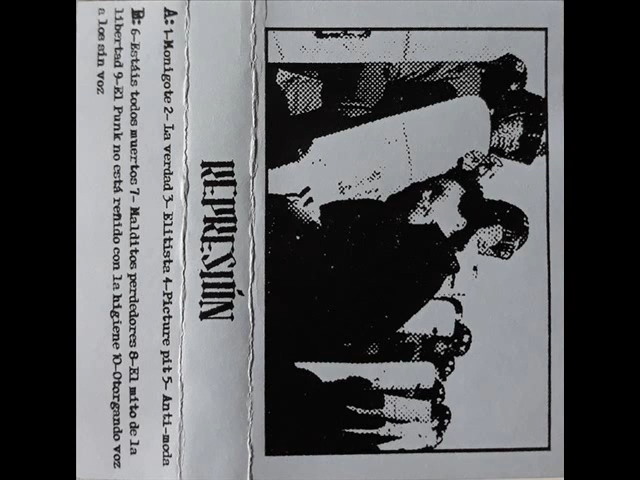 REPRESIÓN
A: 1-Monigote 2- La verdad 3- Elitista 4-Picture pit 5- Anti-moda
B: 6-Estáis todos muertos 7- Malditos perdedores 8-El mito de la
libertad 9-El Punk no está reñido con la higiene 10-Otorgando voz
a los sin voz